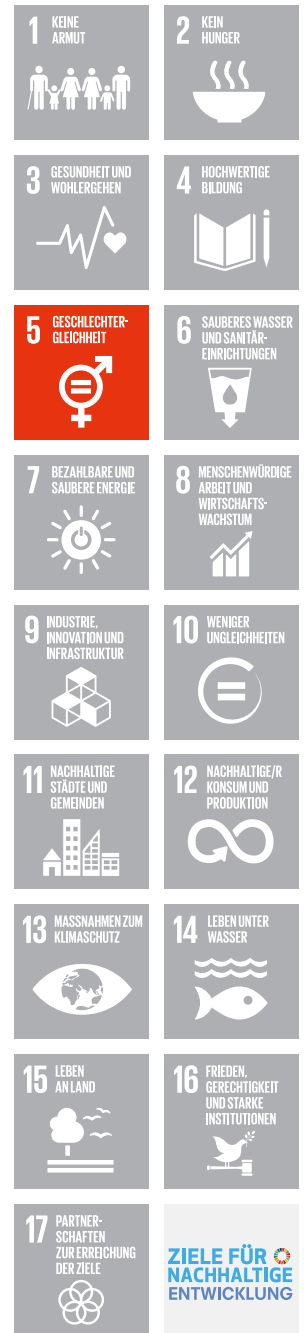 1 KEINE
ARMUT
2 KEIN
HUNGER
3 GESUNDHEIT UND
WOHLERGEHEN
4 HOCHWERTIGE
BILDUNG
5 GESCHLECHTER-
GLEICHHEIT
6 SAUBERES WASSER
UND SANITÄR-
EINRICHTUNGEN
7 BEZAHLBARE UND
SAUBERE ENERGIE
8 MENSCHENWÜRDIGE
ARBEIT UND
WIRTSCHAFTS-
WACHSTUM
9 INDUSTRIE,
INNOVATION UND
INFRASTRUKTUR
10 WENIGER
UNGLEICHHEITEN
11 NACHHALTIGE
STÄDTE UND
GEMEINDEN
12 NACHHALTIGE/R
KONSUM UND
PRODUKTION
13 MASSNAHMEN ZUM
KLIMASCHUTZ
14 LEBEN UNTER
WASSER
15 LEBEN
AN LAND
16 FRIEDEN,
GERECHTIGKEIT
UND STARKE
INSTITUTIONEN
17 PARTNER-
SCHAFTEN
ZUR ERREICHUNG
DER ZIELE
ZIELE FÜR
NACHHALTIGE
ENTWICKLUNG